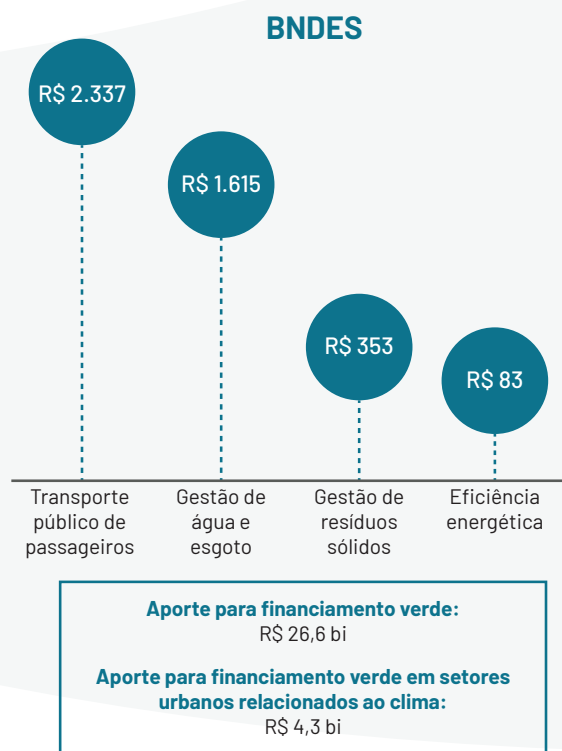 BNDES
R$ 2.337
R$ 1.615
R$ 353
R$ 83
Transporte
público de
passageiros
Gestão de
água e
esgoto
Gestão de
resíduos
sólidos
Eficiência
energética
Aporte para financiamento verde:
R$ 26,6 bi
Aporte para financiamento verde em setores
urbanos relacionados ao clima:
R$ 4,3 bi